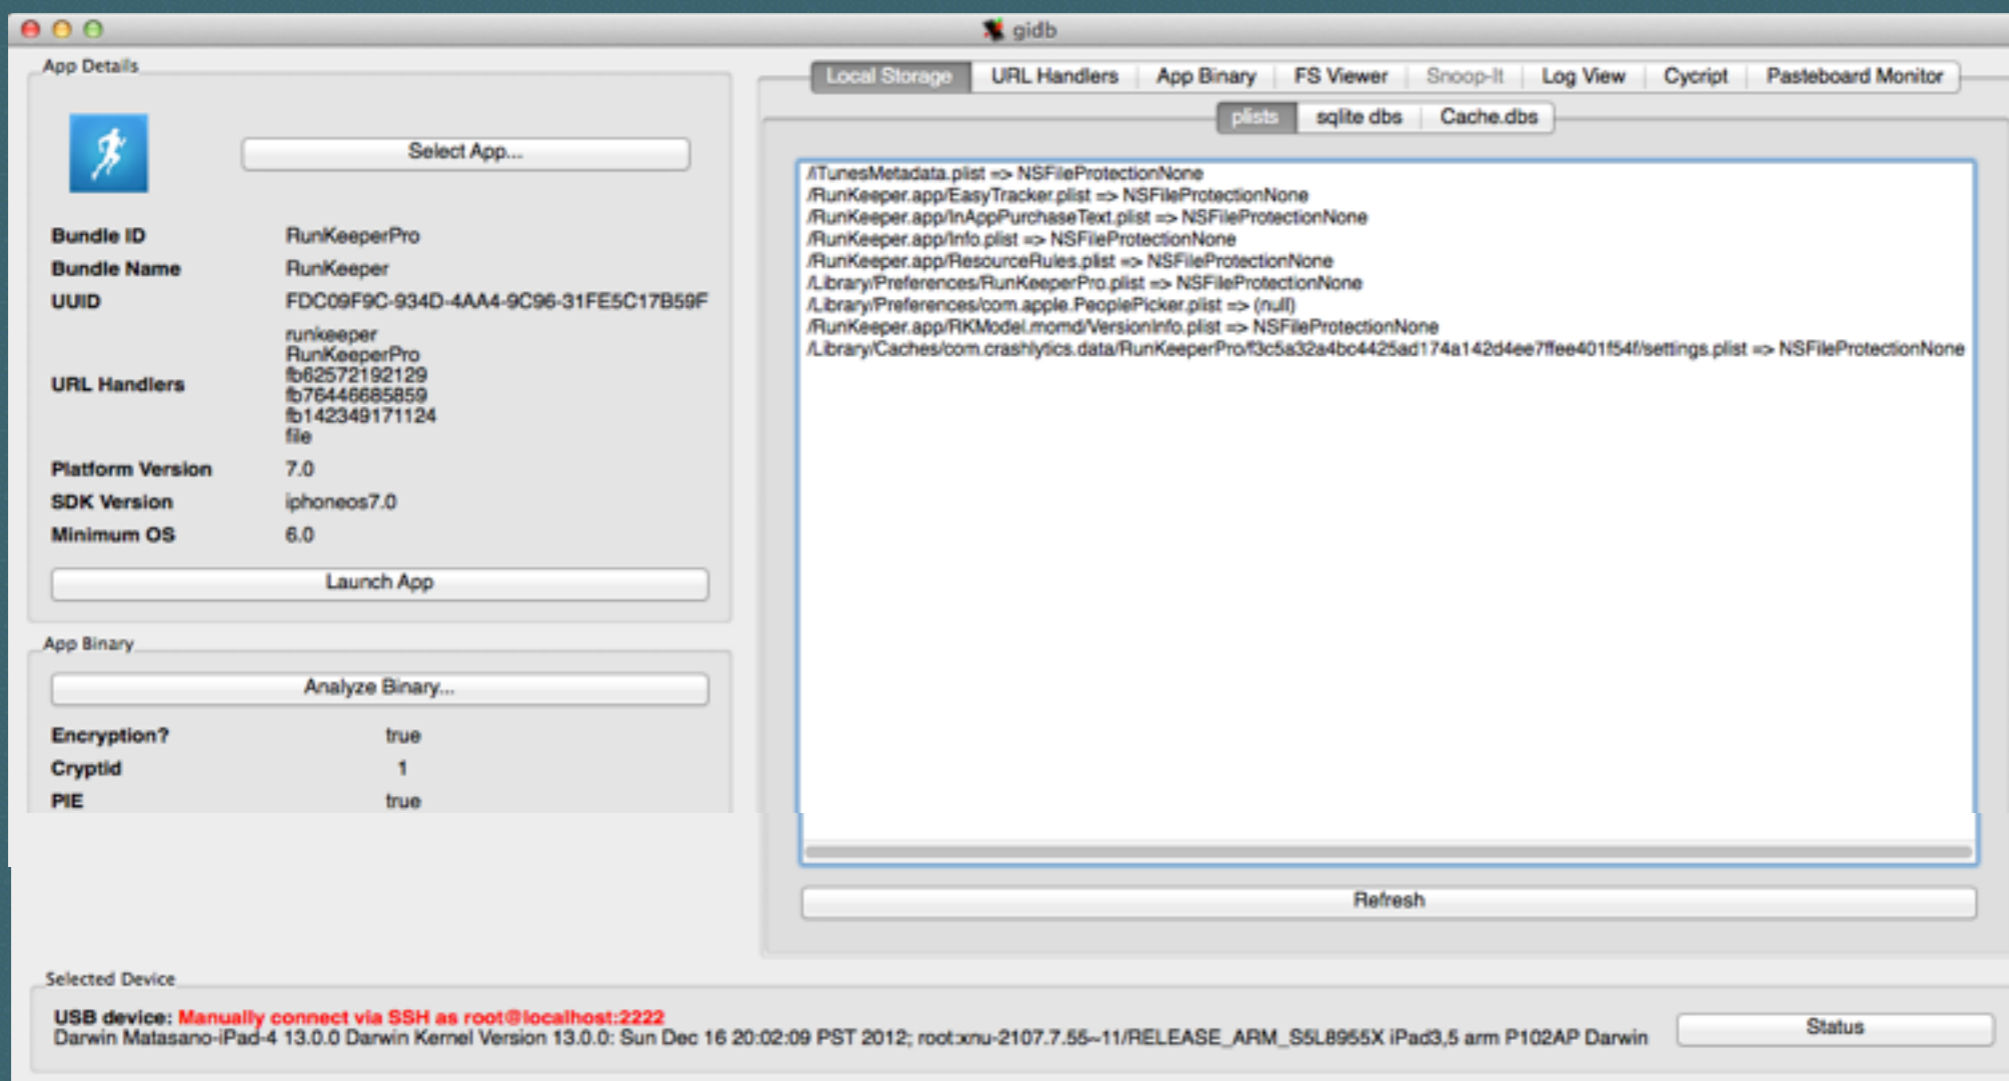 gidb
App Details
Select App...
Bundle ID RunKeeperPro
Bundle Name RunKeeper
UUID FDC09F9C-934D-4AA4-9C96-31FE5C17B59F
URL Handlers
runkeeper
RunKeeperPro
fb62572192129
fb76446685859
fb142349171124
file
Platform Version 7.0
SDK Version iphoneos7.0
Minimum OS 6.0
Launch App
App Binary
Analyze Binary...
Encryption? true
Cryptid 1
PIE true
Local Storage URL Handlers App Binary FS Viewer Snoop-It Log View Cycript Pasteboard Monitor
plists sqlite dbs Cache.dbs
/iTunesMetadata.plist => NSFileProtectionNone
/RunKeeper.app/EasyTracker.plist => NSFileProtectionNone
/RunKeeper.app/InAppPurchaseText.plist => NSFileProtectionNone
/RunKeeper.app/Info.plist => NSFileProtectionNone
/RunKeeper.app/ResourceRules.plist => NSFileProtectionNone
/Library/Preferences/RunKeeperPro.plist => NSFileProtectionNone
/Library/Preferences/com.apple.PeoplePicker.plist => (null)
/RunKeeper.app/RKModel.momd/VersionInfo.plist => NSFileProtectionNone
/Library/Caches/com.crashlytics.data/RunKeeperPro/f3c5a32a4bc4425ad174a142d4ee7ffee401f54f/settings.plist => NSFileProtectionNone
Refresh
Selected Device
USB device: Manually connect via SSH as root@localhost:2222
Darwin Matasano-iPad-4 13.0.0 Darwin Kernel Version 13.0.0: Sun Dec 16 20:02:09 PST 2012; root:xnu-2107.7.55~11/RELEASE_ARM_S5L8955X iPad3,5 arm P102AP Darwin
Status